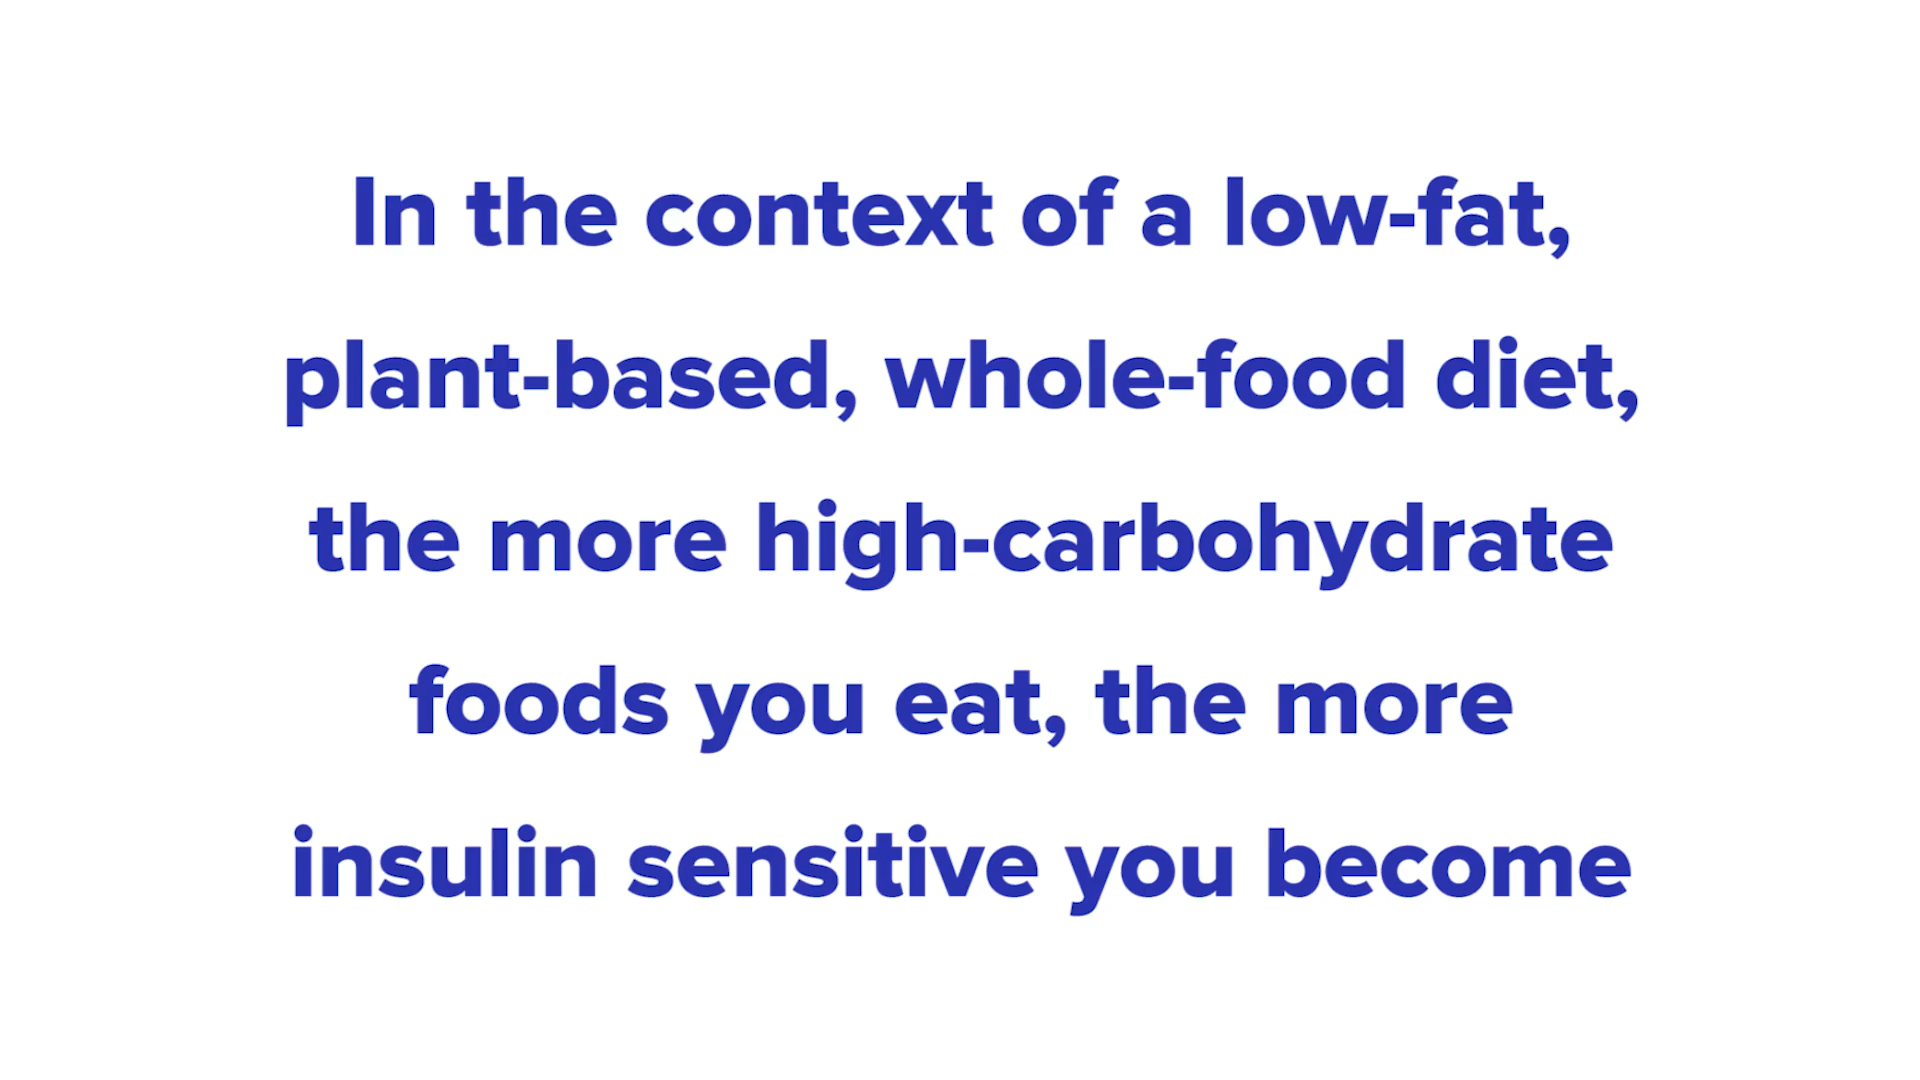 In the context of a low-fat,
plant-based, whole-food diet,
the more high-carbohydrate
foods you eat, the more
insulin sensitive you become